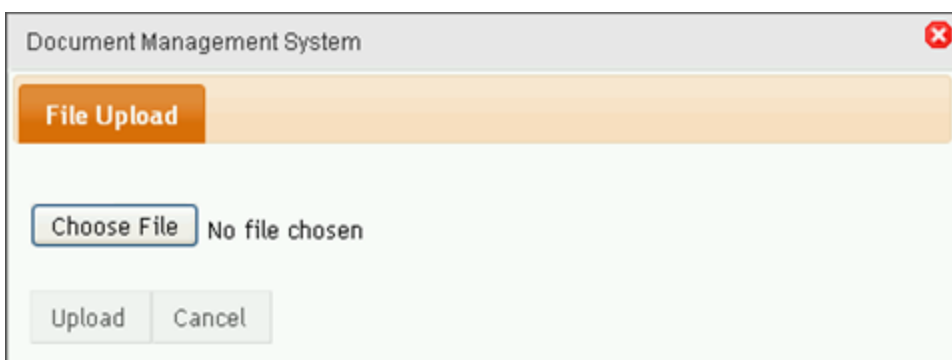 Document Management System
File Upload
Choose File No file chosen
Upload Cancel